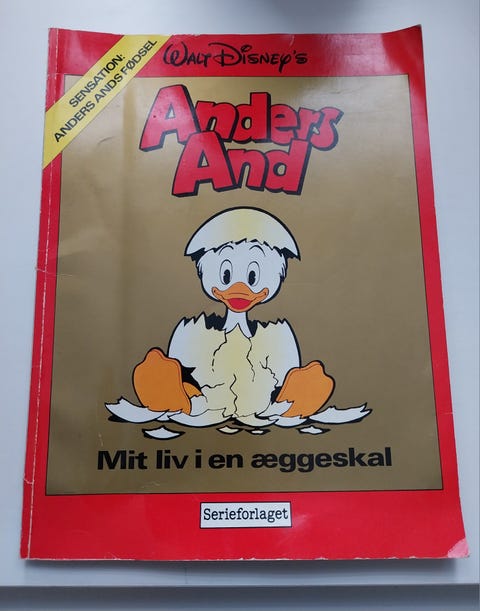 SENSATION:
ANDERS ANDS FØDSEL
WALT DISNEY'S
Anders
And
Mit liv i en æggeskal
Serieforlaget